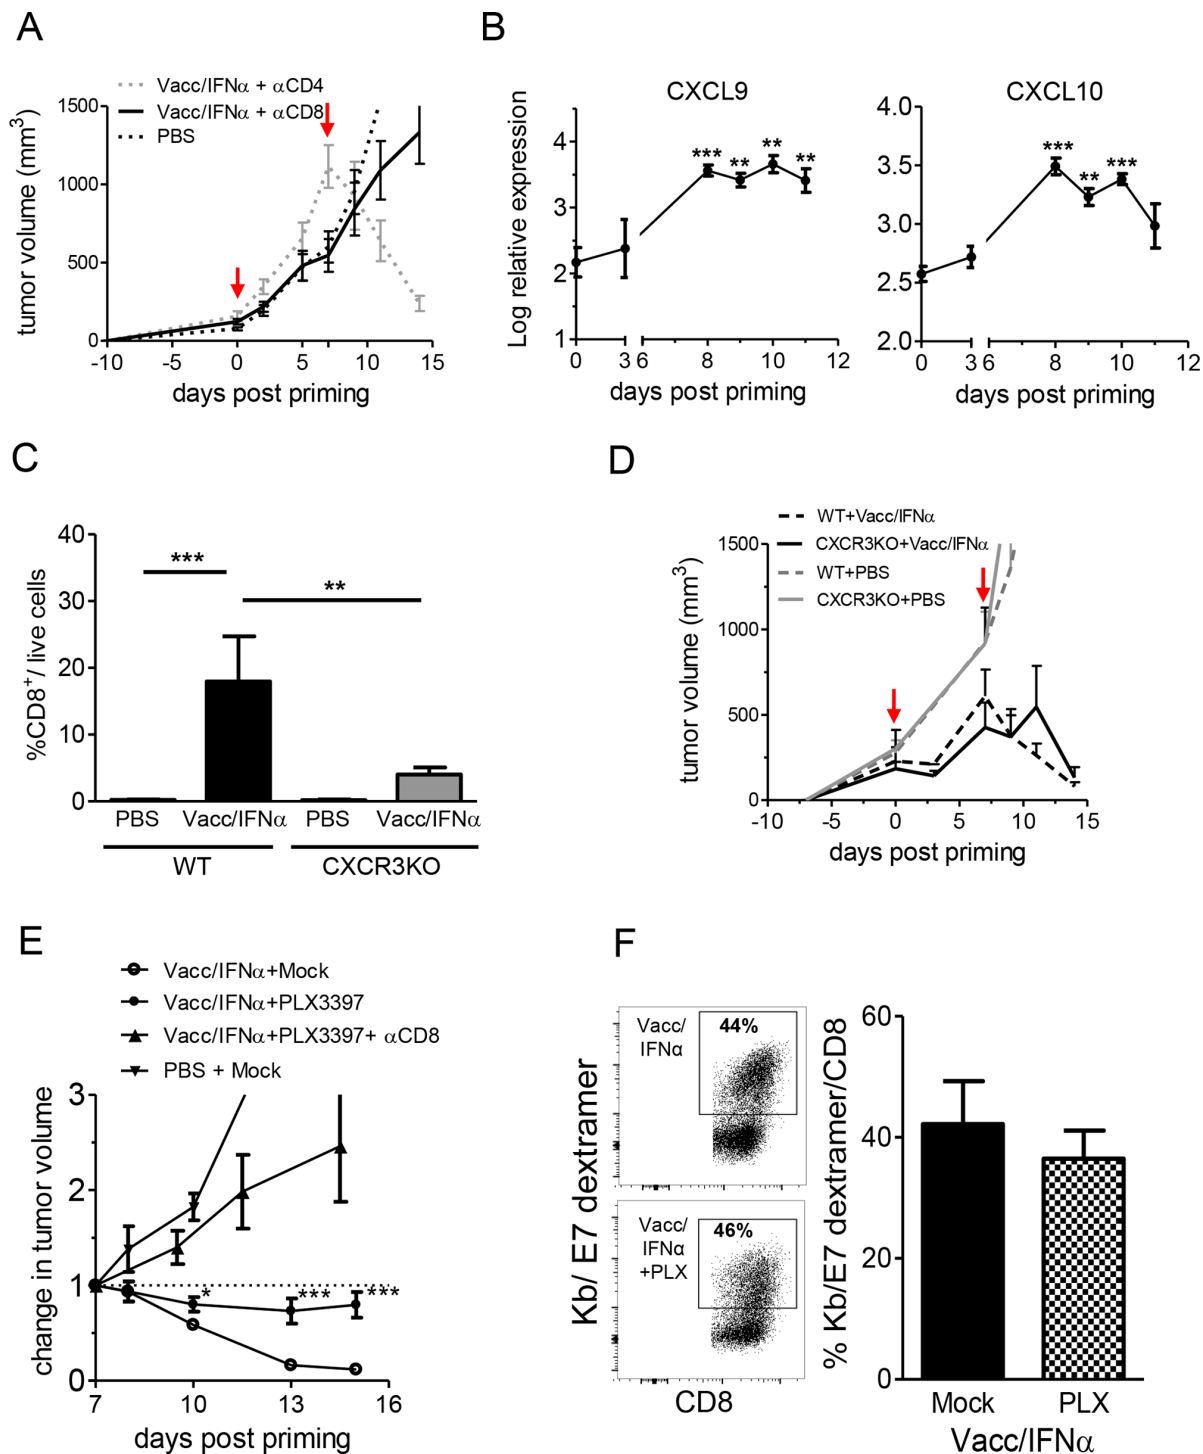 A
Vacc/IFNα + αCD4
Vacc/IFNα + αCD8
PBS
tumor volume (mm³)
1500
1000
500
0
-10 -5 0 5 10 15
days post priming
B
CXCL9
Log relative expression
4
3
2
1
*** ** ** **
0 3 6 8 10 12
days post priming
CXCL10
4.0
3.5
3.0
2.5
2.0
*** ** ***
0 3 6 8 10 12
days post priming
C
%CD8⁺/ live cells
40
30
20
10
0
***
**
PBS Vacc/IFNα PBS Vacc/IFNα
WT CXCR3KO
D
WT+Vacc/IFNα
CXCR3KO+Vacc/IFNα
WT+PBS
CXCR3KO+PBS
tumor volume (mm³)
1500
1000
500
0
-10 -5 0 5 10 15
days post priming
E
Vacc/IFNα+Mock
Vacc/IFNα+PLX3397
Vacc/IFNα+PLX3397+ αCD8
PBS + Mock
change in tumor volume
3
2
1
0
* *** ***
7 10 13 16
days post priming
F
Kb/ E7 dextramer
Vacc/
IFNα
44%
Vacc/
IFNα
+PLX
46%
CD8
% Kb/E7 dextramer/CD8
60
40
20
0
Mock PLX
Vacc/IFNα